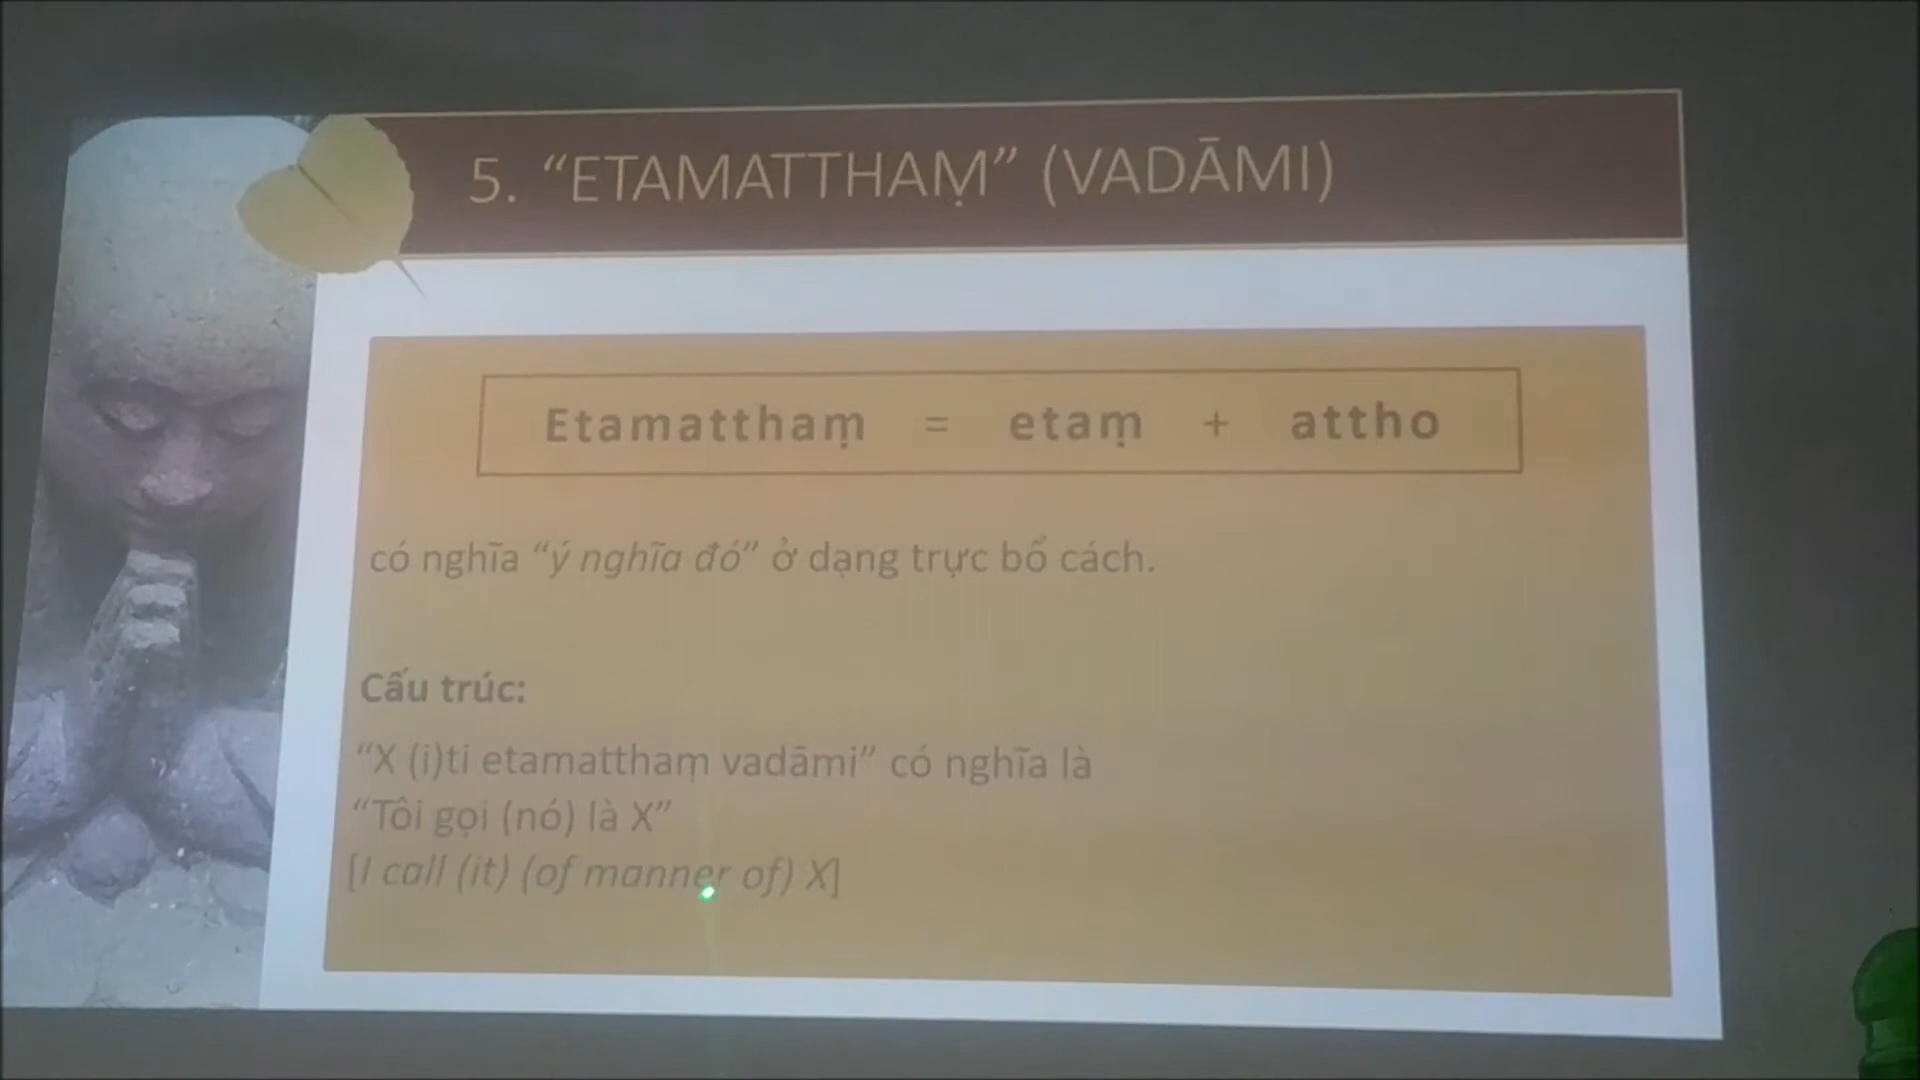 5. “ETAMATTHAṂ” (VADĀMI)
Etamatthaṃ = etaṃ + attho
có nghĩa “ý nghĩa đó” ở dạng trực bổ cách.
Cấu trúc:
“X (i)ti etamatthaṃ vadāmi” có nghĩa là
“Tôi gọi (nó) là X”
[I call (it) (of manner of) X]